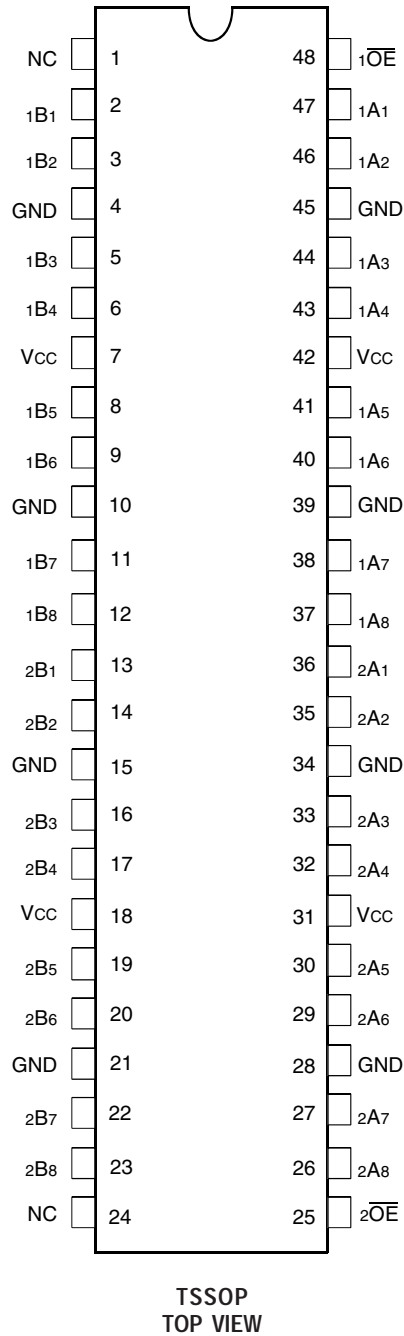 NC 1 48 1OE
1B1 2 47 1A1
1B2 3 46 1A2
GND 4 45 GND
1B3 5 44 1A3
1B4 6 43 1A4
VCC 7 42 VCC
1B5 8 41 1A5
1B6 9 40 1A6
GND 10 39 GND
1B7 11 38 1A7
1B8 12 37 1A8
2B1 13 36 2A1
2B2 14 35 2A2
GND 15 34 GND
2B3 16 33 2A3
2B4 17 32 2A4
VCC 18 31 VCC
2B5 19 30 2A5
2B6 20 29 2A6
GND 21 28 GND
2B7 22 27 2A7
2B8 23 26 2A8
NC 24 25 2OE
TSSOP
TOP VIEW